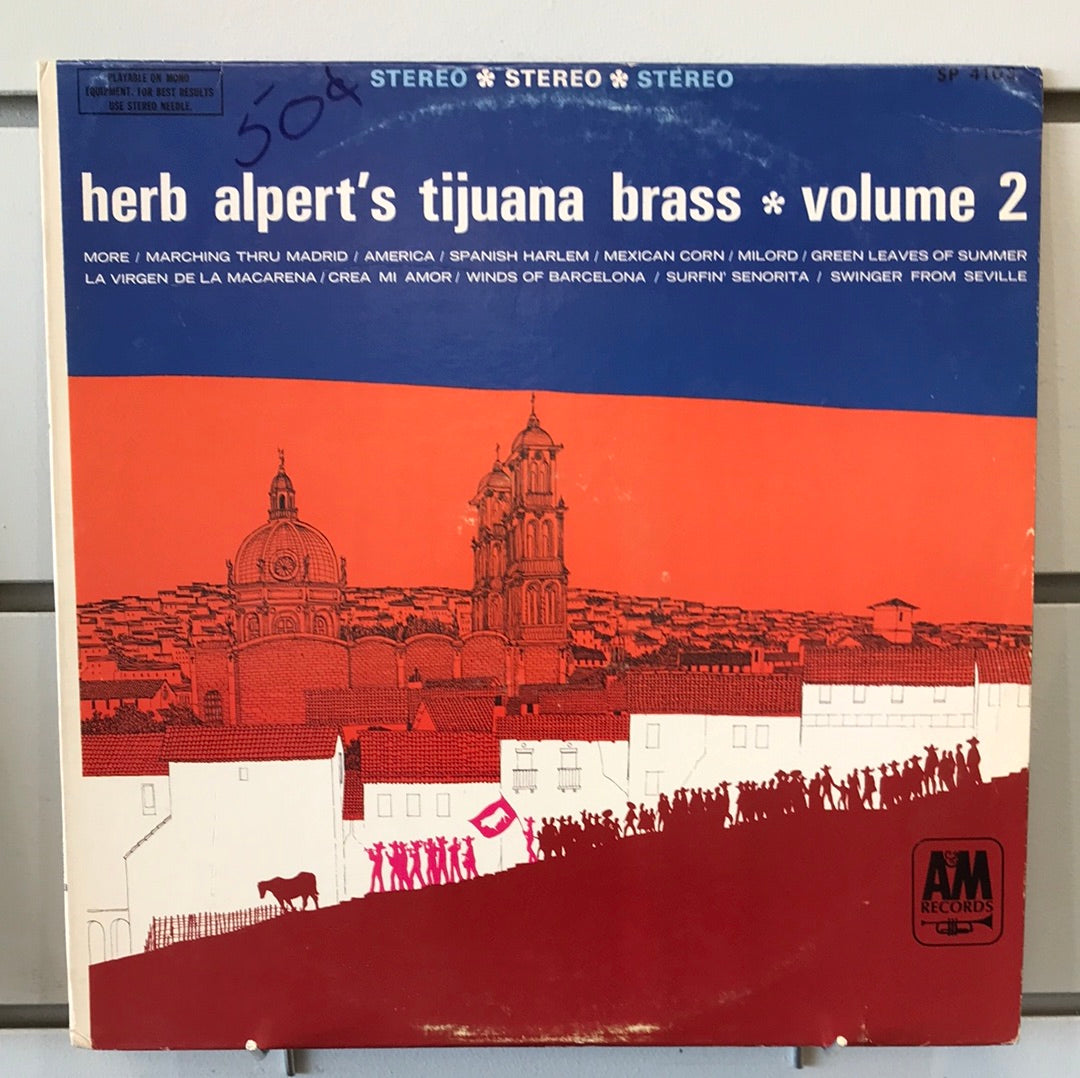 PLAYABLE ON MONO
EQUIPMENT. FOR BEST RESULTS
USE STEREO NEEDLE.
50¢
STEREO * STEREO * STEREO
SP
herb alpert's tijuana brass * volume 2
MORE / MARCHING THRU MADRID / AMERICA / SPANISH HARLEM / MEXICAN CORN / MILORD / GREEN LEAVES OF SUMMER
LA VIRGEN DE LA MACARENA / CREA MI AMOR / WINDS OF BARCELONA / SURFIN' SENORITA / SWINGER FROM SEVILLE
A&M
RECORDS